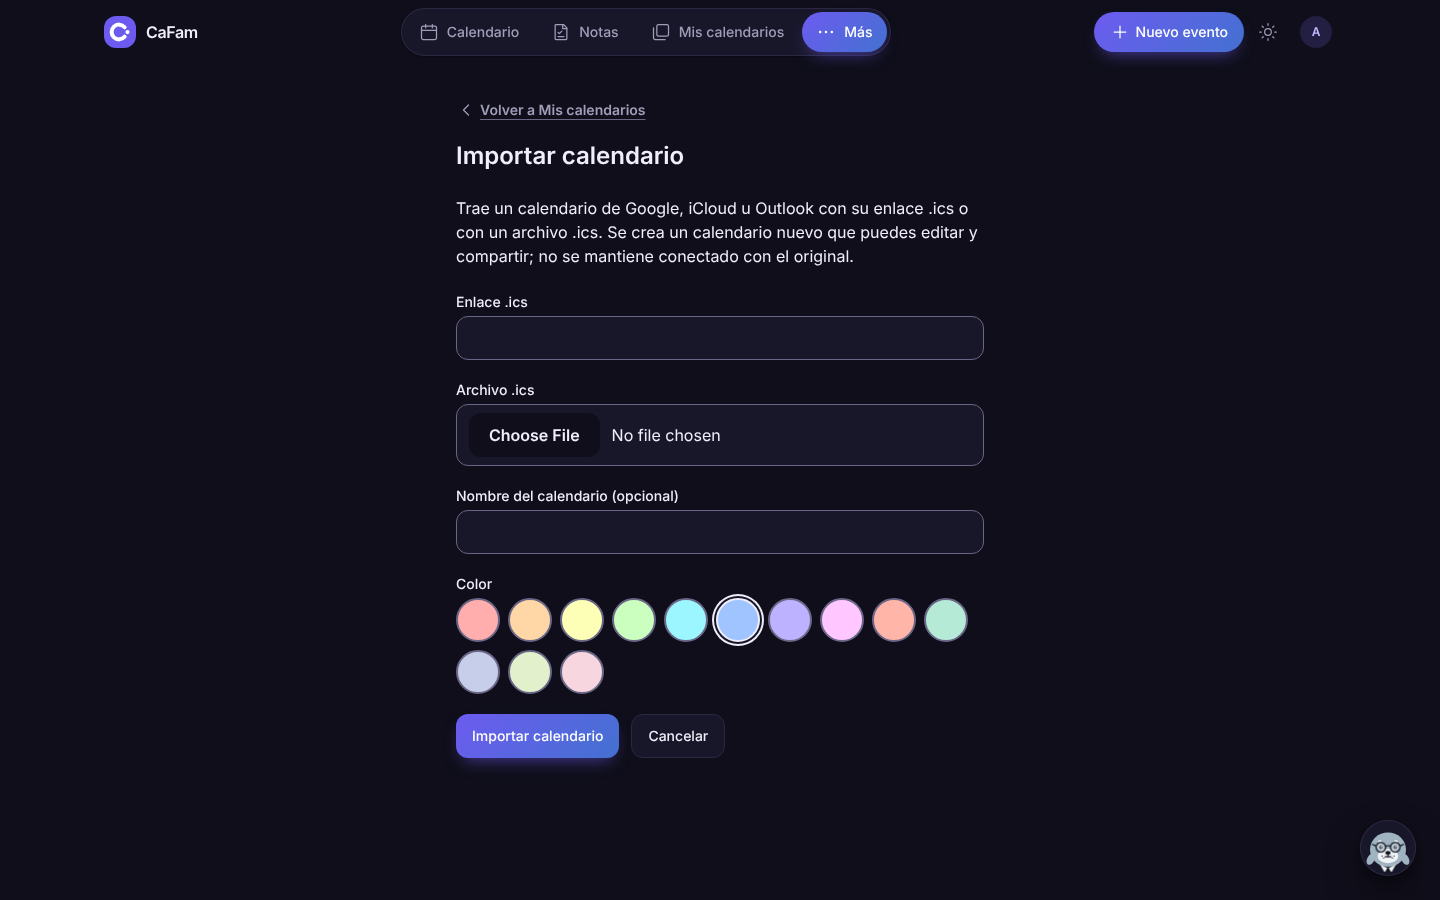 CaFam
Calendario
Notas
Mis calendarios
Más
Nuevo evento
A
Volver a Mis calendarios
Importar calendario
Trae un calendario de Google, iCloud u Outlook con su enlace .ics o
con un archivo .ics. Se crea un calendario nuevo que puedes editar y
compartir; no se mantiene conectado con el original.
Enlace .ics
Archivo .ics
Choose File No file chosen
Nombre del calendario (opcional)
Color
Importar calendario
Cancelar